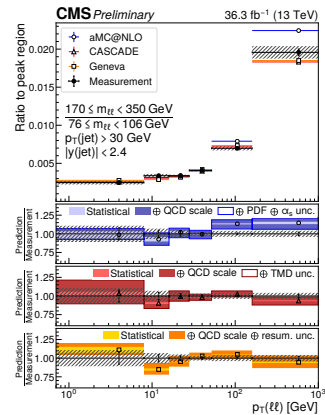 CMS Preliminary 36.3 fb⁻¹ (13 TeV)
Ratio to peak region
aMC@NLO
CASCADE
Geneva
Measurement
170 ≤ mℓℓ < 350 GeV
76 ≤ mℓℓ < 106 GeV
pT(jet) > 30 GeV
|y(jet)| < 2.4
0.020
0.015
0.010
0.005
Prediction
Measurement
Statistical ⊕ QCD scale ⊕ PDF ⊕ αs unc.
1.25
1.00
0.75
Prediction
Measurement
Statistical ⊕ QCD scale ⊕ TMD unc.
1.25
1.00
0.75
Prediction
Measurement
Statistical ⊕ QCD scale ⊕ resum. unc.
1.25
1.00
0.75
10⁰ 10¹ 10² 10³
pT(ℓℓ) [GeV]